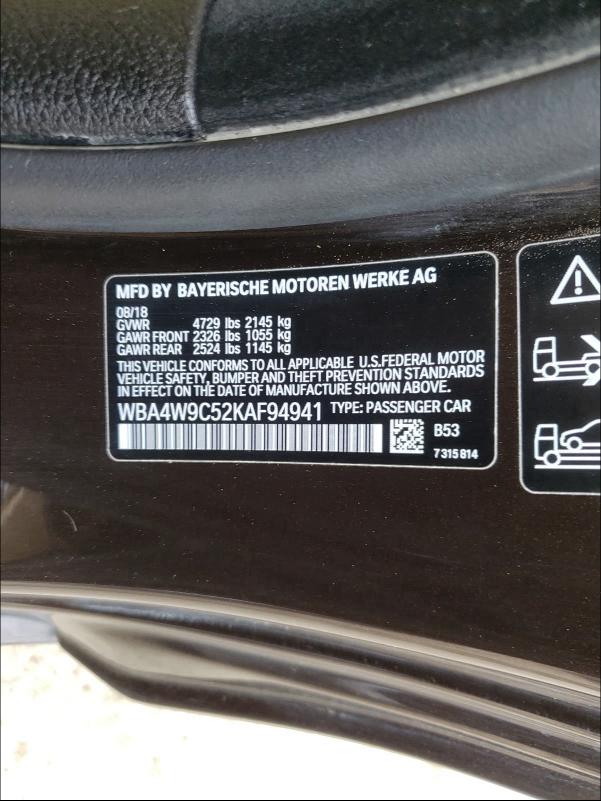 MFD BY BAYERISCHE MOTOREN WERKE AG
08/18
GVWR 4729 lbs 2145 kg
GAWR FRONT 2326 lbs 1055 kg
GAWR REAR 2524 lbs 1145 kg
THIS VEHICLE CONFORMS TO ALL APPLICABLE U.S.FEDERAL MOTOR
VEHICLE SAFETY, BUMPER AND THEFT PREVENTION STANDARDS
IN EFFECT ON THE DATE OF MANUFACTURE SHOWN ABOVE.
WBA4W9C52KAF94941 TYPE: PASSENGER CAR
B53
7315814